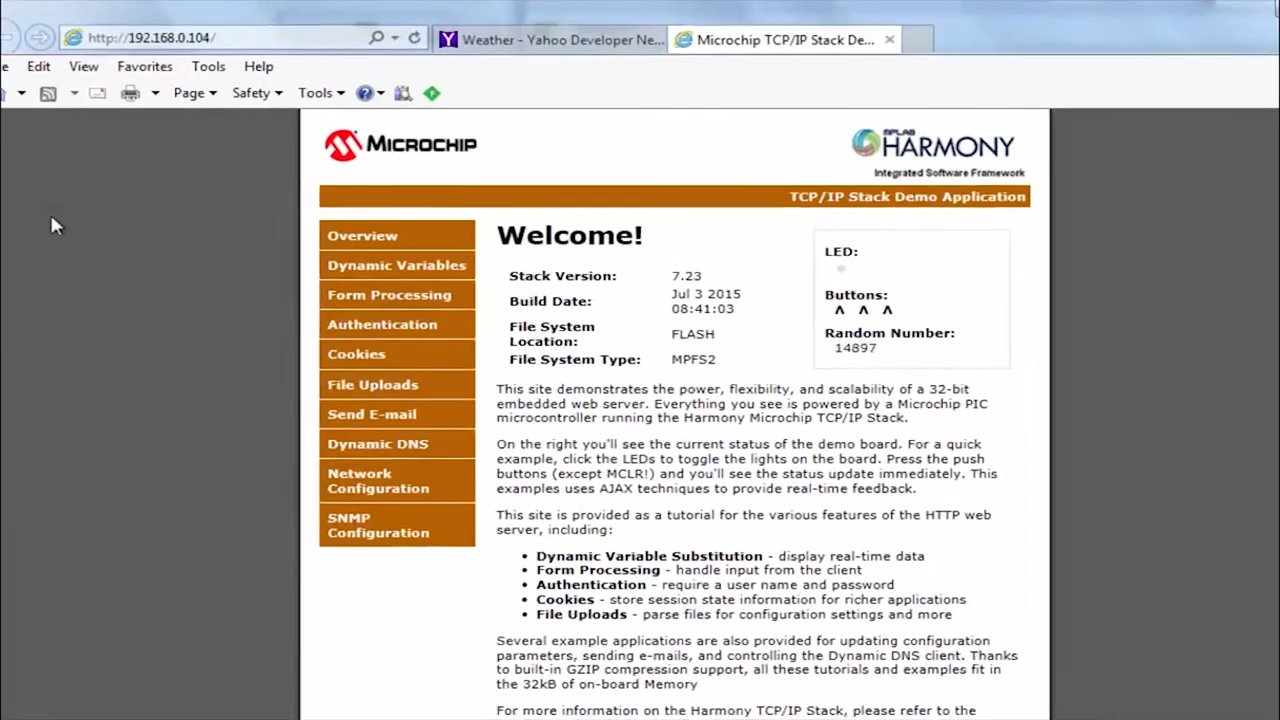 http://192.168.0.104/
Weather - Yahoo Developer Ne...
Microchip TCP/IP Stack De...
Edit View Favorites Tools Help
Page Safety Tools
MICROCHIP
MPLAB
HARMONY
Integrated Software Framework
TCP/IP Stack Demo Application
Overview
Dynamic Variables
Form Processing
Authentication
Cookies
File Uploads
Send E-mail
Dynamic DNS
Network
Configuration
SNMP
Configuration
Welcome!
Stack Version: 7.23
Build Date: Jul 3 2015
08:41:03
File System
Location: FLASH
File System Type: MPFS2
LED:
Buttons:
Λ Λ Λ
Random Number:
14897
This site demonstrates the power, flexibility, and scalability of a 32-bit
embedded web server. Everything you see is powered by a Microchip PIC
microcontroller running the Harmony Microchip TCP/IP Stack.
On the right you'll see the current status of the demo board. For a quick
example, click the LEDs to toggle the lights on the board. Press the push
buttons (except MCLR!) and you'll see the status update immediately. This
examples uses AJAX techniques to provide real-time feedback.
This site is provided as a tutorial for the various features of the HTTP web
server, including:
• Dynamic Variable Substitution - display real-time data
• Form Processing - handle input from the client
• Authentication - require a user name and password
• Cookies - store session state information for richer applications
• File Uploads - parse files for configuration settings and more
Several example applications are also provided for updating configuration
parameters, sending e-mails, and controlling the Dynamic DNS client. Thanks
to built-in GZIP compression support, all these tutorials and examples fit in
the 32kB of on-board Memory
For more information on the Harmony TCP/IP Stack, please refer to the